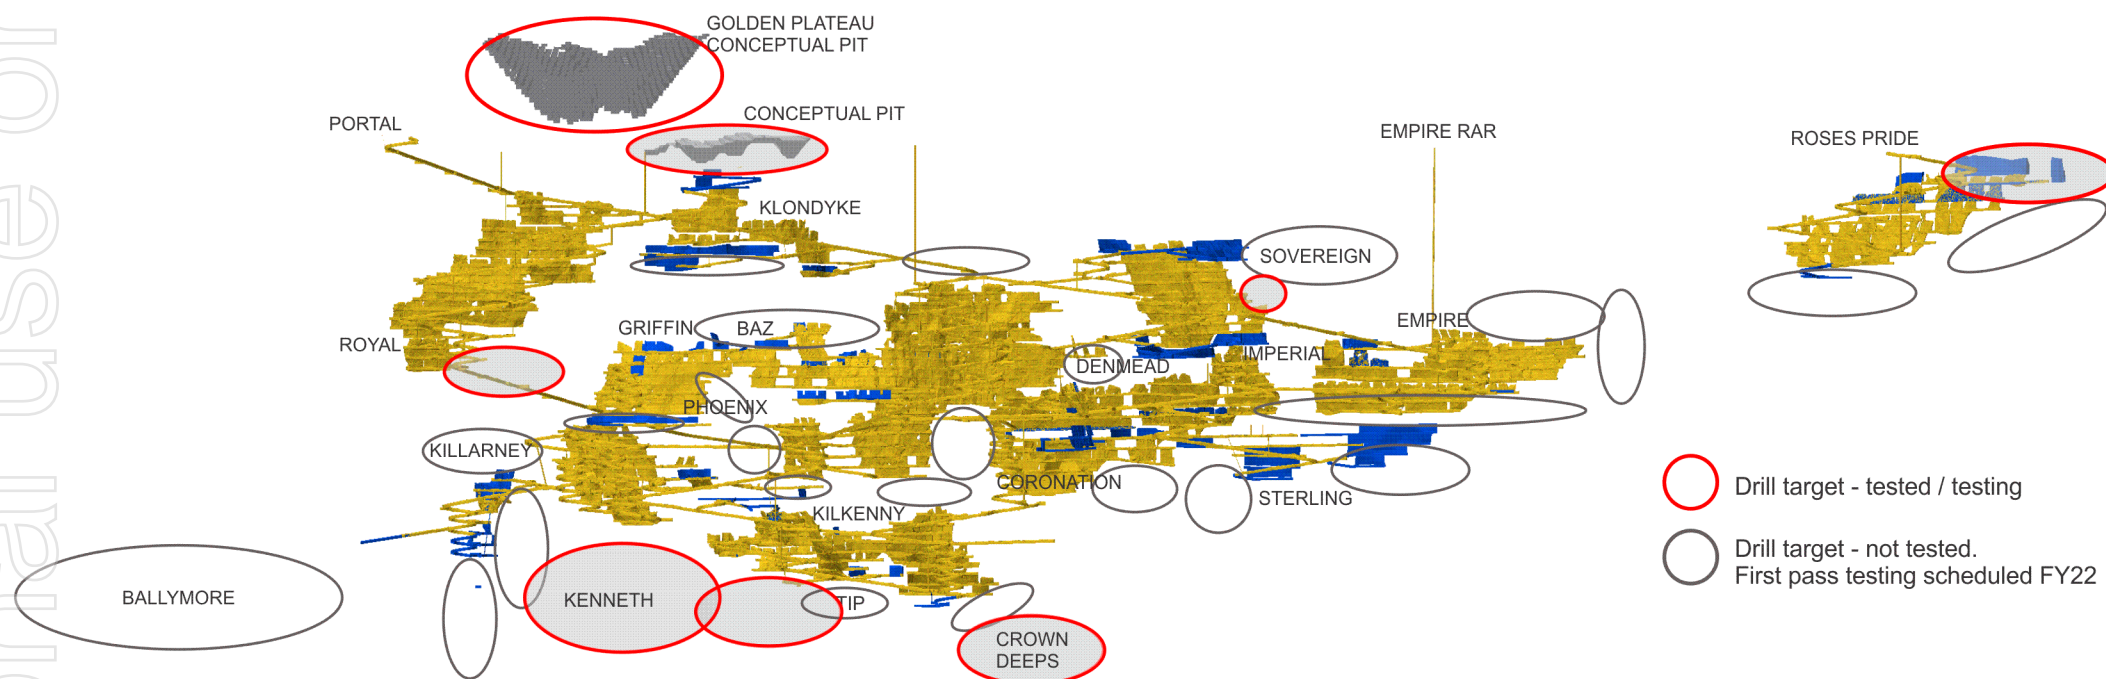 GOLDEN PLATEAU
CONCEPTUAL PIT
CONCEPTUAL PIT
PORTAL
EMPIRE RAR
ROSES PRIDE
KLONDYKE
SOVEREIGN
GRIFFIN
BAZ
EMPIRE
ROYAL
IMPERIAL
DENMEAD
PHOENIX
KILLARNEY
CORONATION
STERLING
KILKENNY
Drill target - tested / testing
Drill target - not tested.
First pass testing scheduled FY22
BALLYMORE
KENNETH
TIP
CROWN
DEEPS
use or